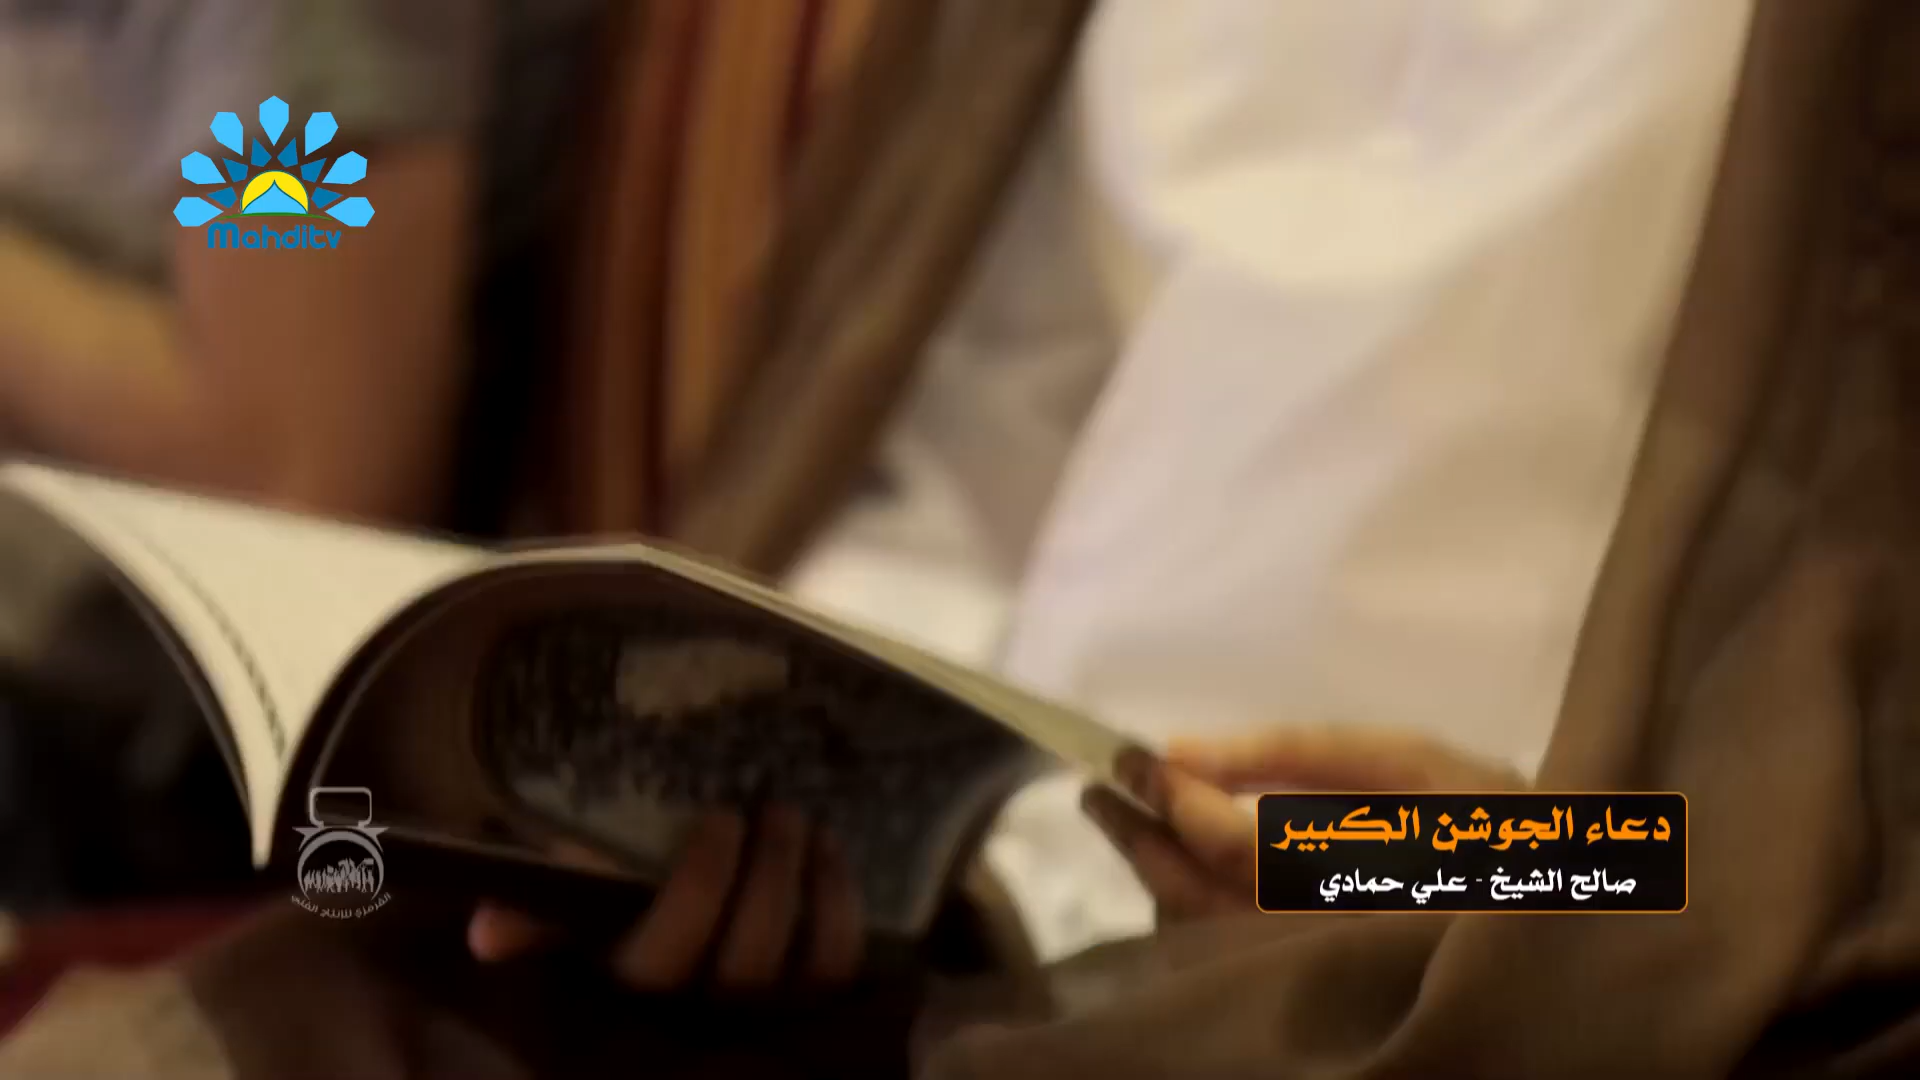 Mahditv
دعاء الجوشن الكبير
صالح الشيخ - علي حمادي